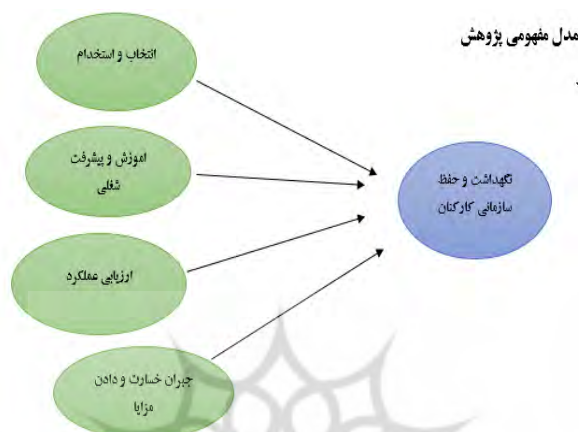 مدل مفهومی پژوهش
انتخاب و استخدام
اموزش و پیشرفت
شغلی
ارزیابی عملکرد
جبران خسارت و دادن
مزایا
نگهداشت و حفظ
سازمانی کارکنان